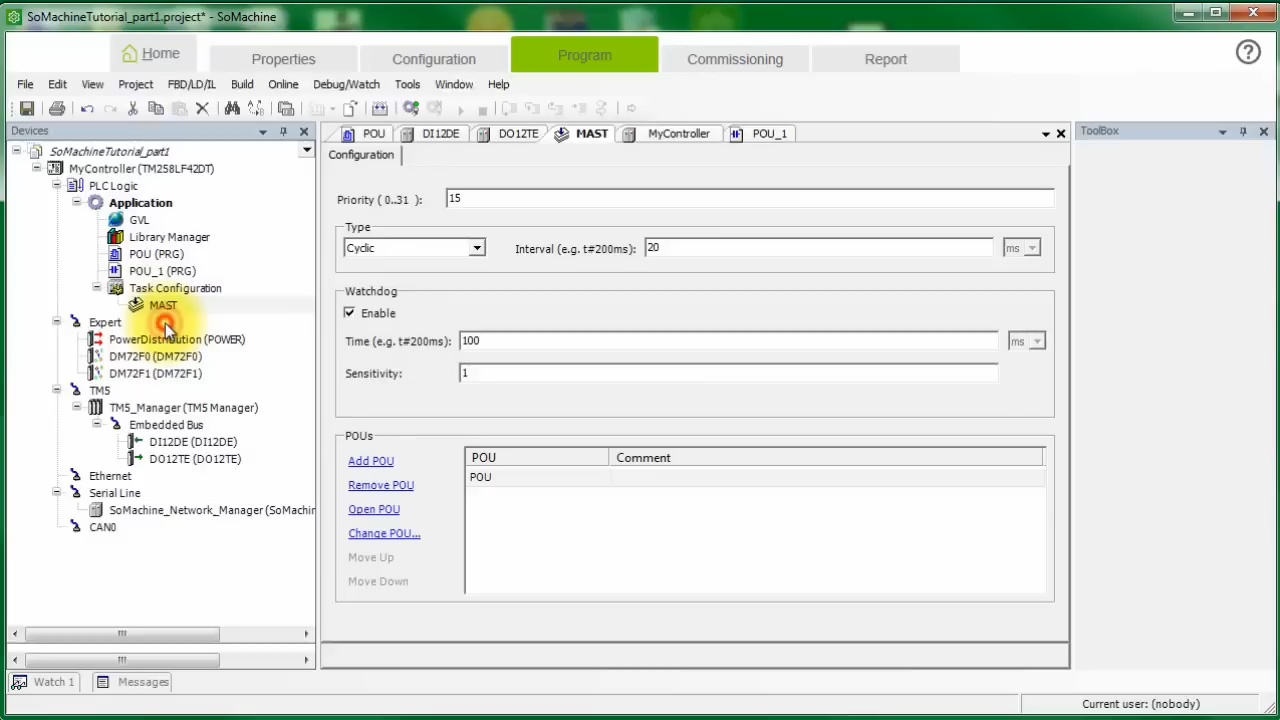 SoMachineTutorial_part1.project* - SoMachine
Home
Properties
Configuration
Program
Commissioning
Report
File Edit View Project FBD/LD/IL Build Online Debug/Watch Tools Window Help
Devices
SoMachineTutorial_part1
MyController (TM258LF42DT)
PLC Logic
Application
GVL
Library Manager
POU (PRG)
POU_1 (PRG)
Task Configuration
MAST
Expert
PowerDistribution (POWER)
DM72F0 (DM72F0)
DM72F1 (DM72F1)
TM5
TM5_Manager (TM5 Manager)
Embedded Bus
DI12DE (DI12DE)
DO12TE (DO12TE)
Ethernet
Serial Line
SoMachine_Network_Manager (SoMachin
CAN0
POU DI12DE DO12TE MAST MyController POU_1
Configuration
Priority ( 0..31 ): 15
Type
Cyclic Interval (e.g. t#200ms): 20 ms
Watchdog
Enable
Time (e.g. t#200ms): 100 ms
Sensitivity: 1
POUs
Add POU
Remove POU
Open POU
Change POU...
Move Up
Move Down
POU Comment
POU
ToolBox
Watch 1 Messages
Current user: (nobody)